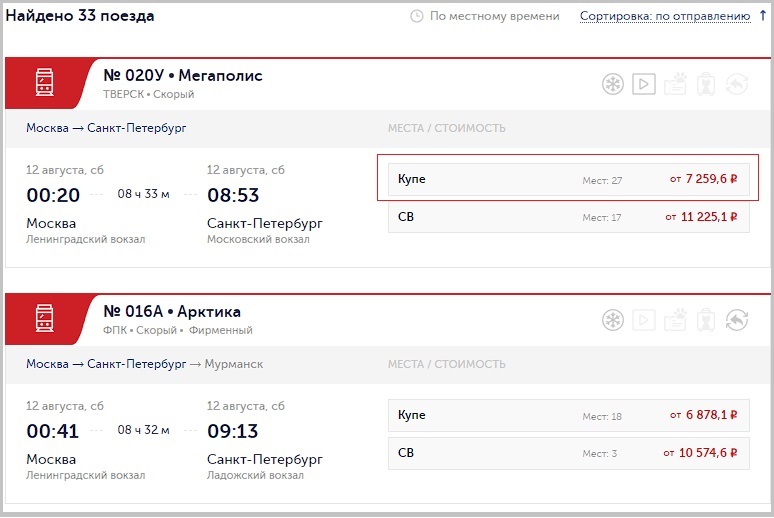 Найдено 33 поезда
По местному времени
Сортировка: по отправлению ↑
№ 020У • Мегаполис
ТВЕРСК • Скорый
Москва → Санкт-Петербург
МЕСТА / СТОИМОСТЬ
12 августа, сб
12 августа, сб
00:20
08 ч 33 м
08:53
Москва
Санкт-Петербург
Ленинградский вокзал
Московский вокзал
Купе Мест: 27 от 7 259,6 ₽
СВ Мест: 17 от 11 225,1 ₽
№ 016А • Арктика
ФПК • Скорый • Фирменный
Москва → Санкт-Петербург → Мурманск
МЕСТА / СТОИМОСТЬ
12 августа, сб
12 августа, сб
00:41
08 ч 32 м
09:13
Москва
Санкт-Петербург
Ленинградский вокзал
Ладожский вокзал
Купе Мест: 18 от 6 878,1 ₽
СВ Мест: 3 от 10 574,6 ₽